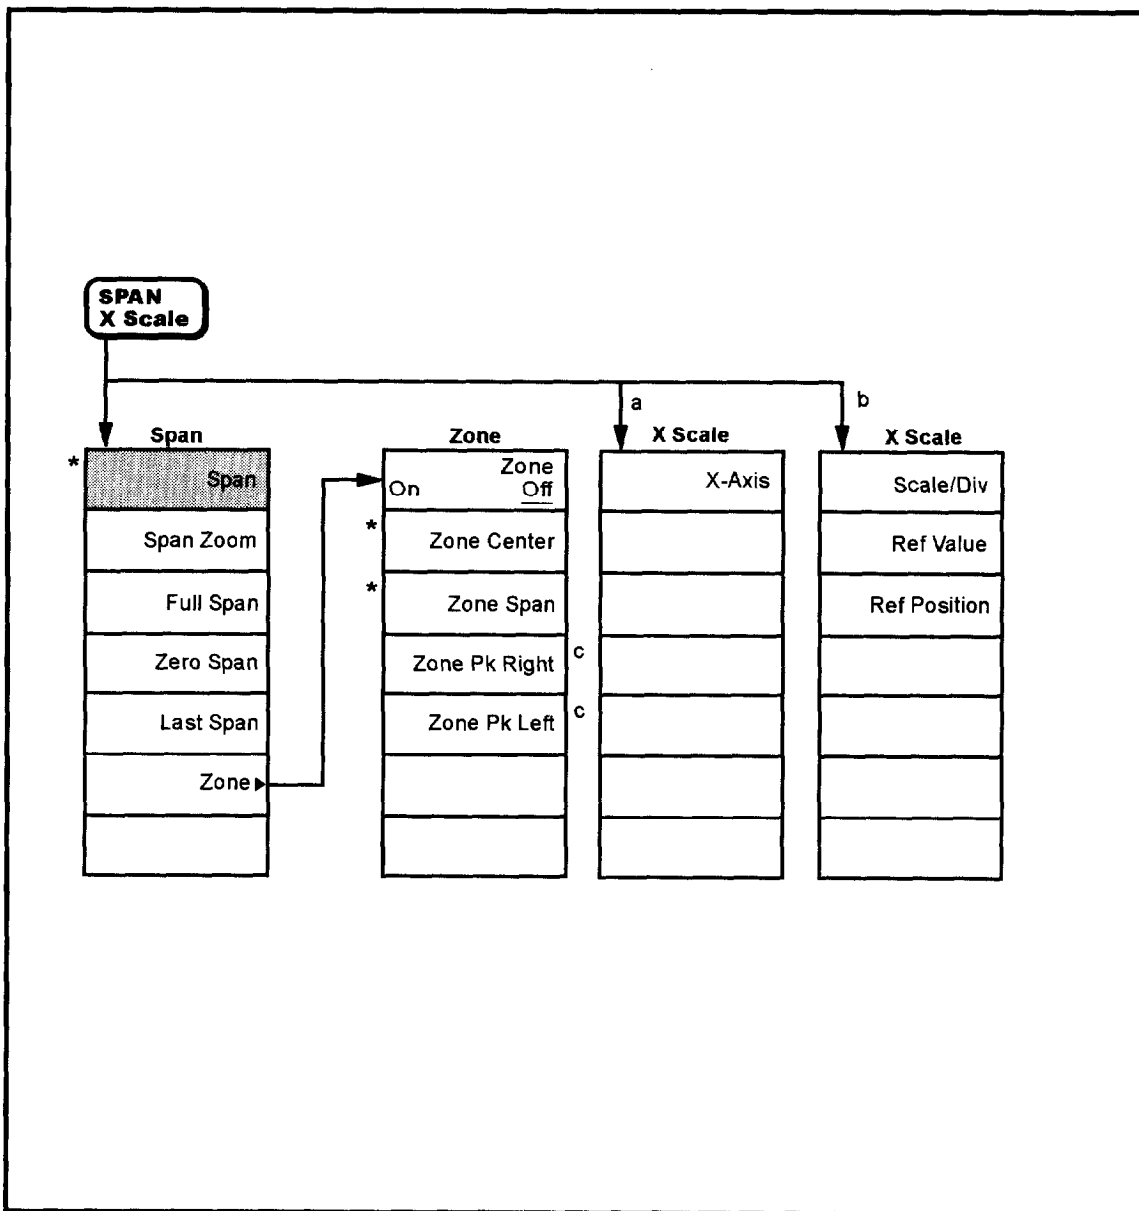 SPAN
X Scale
a
b
Span
* Span
Span Zoom
Full Span
Zero Span
Last Span
Zone
Zone
Zone
On Off
* Zone Center
* Zone Span
Zone Pk Right c
Zone Pk Left c
X Scale
X-Axis
X Scale
Scale/Div
Ref Value
Ref Position